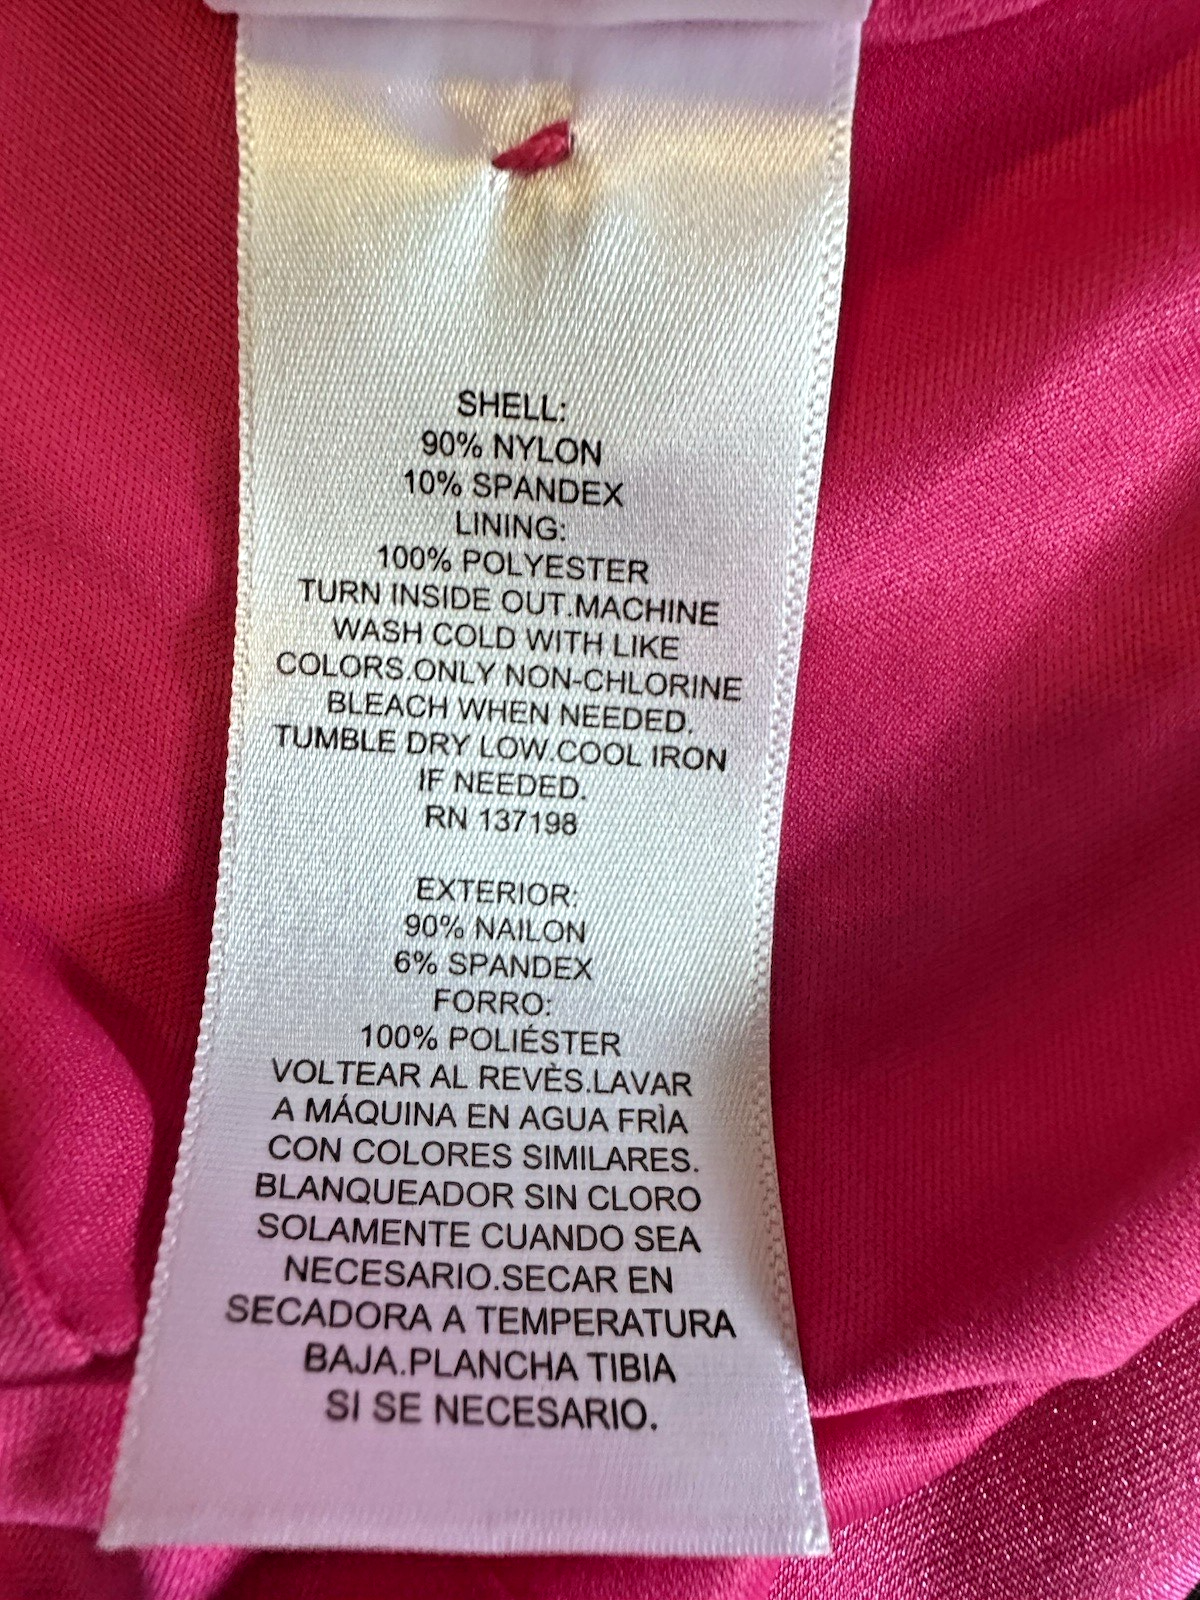 SHELL:
90% NYLON
10% SPANDEX
LINING:
100% POLYESTER
TURN INSIDE OUT.MACHINE
WASH COLD WITH LIKE
COLORS.ONLY NON-CHLORINE
BLEACH WHEN NEEDED.
TUMBLE DRY LOW.COOL IRON
IF NEEDED.
RN 137198
EXTERIOR:
90% NAILON
6% SPANDEX
FORRO:
100% POLIÉSTER
VOLTEAR AL REVÈS.LAVAR
A MÁQUINA EN AGUA FRÌA
CON COLORES SIMILARES.
BLANQUEADOR SIN CLORO
SOLAMENTE CUANDO SEA
NECESARIO.SECAR EN
SECADORA A TEMPERATURA
BAJA.PLANCHA TIBIA
SI SE NECESARIO.